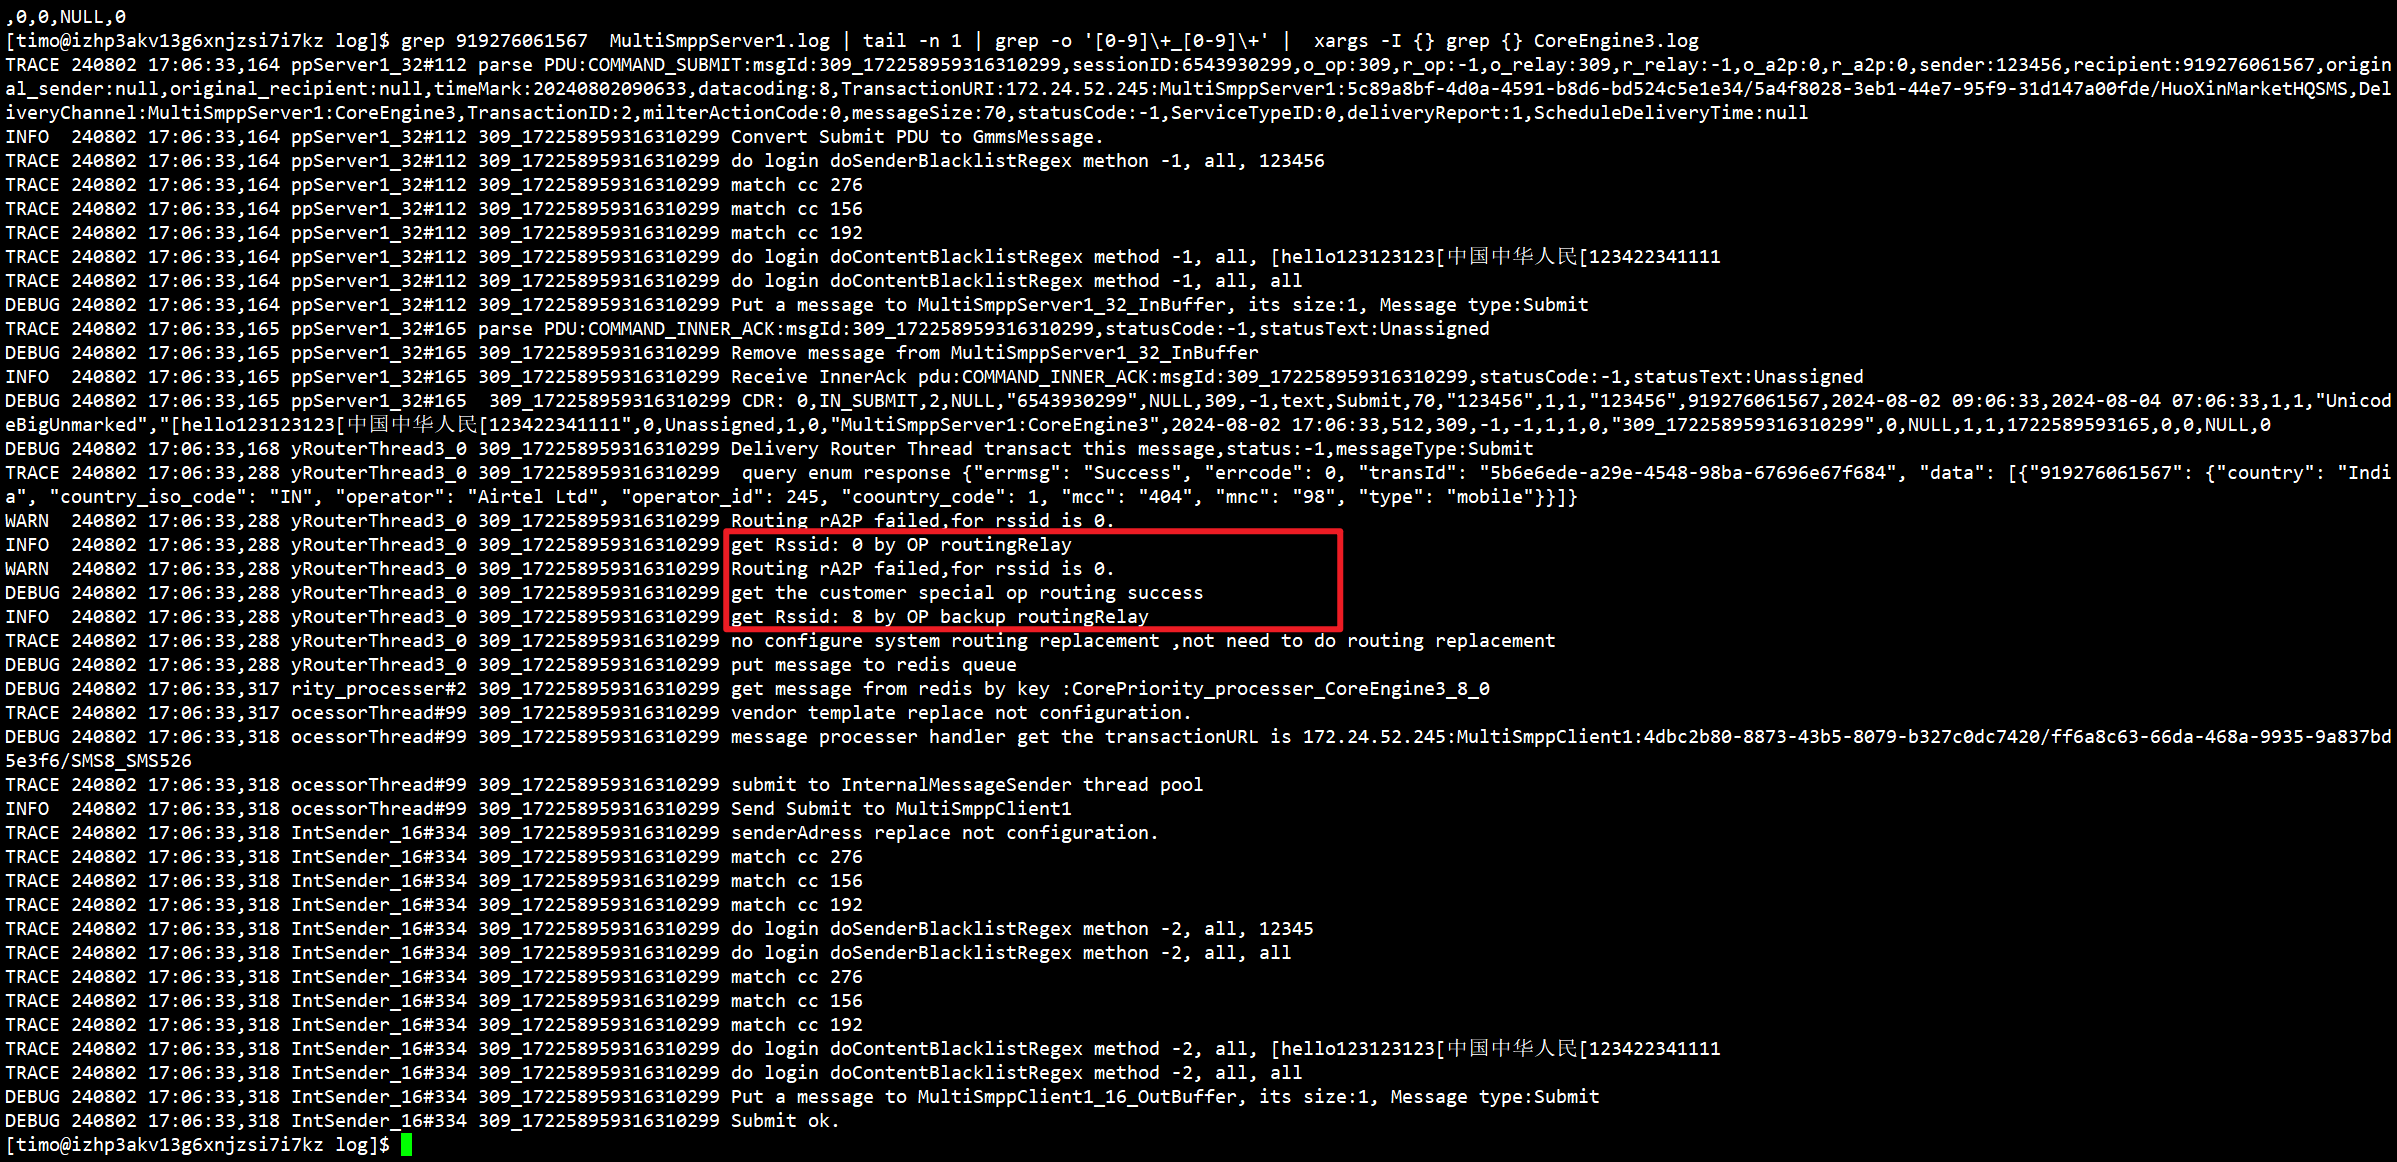 ,0,0,NULL,0
[timo@izhp3akv13g6xnjzsi7i7kz log]$ grep 919276061567  MultiSmppServer1.log | tail -n 1 | grep -o '[0-9]\+_[0-9]\+' |  xargs -I {} grep {} CoreEngine3.log
TRACE 240802 17:06:33,164 ppServer1_32#112 parse PDU:COMMAND_SUBMIT:msgId:309_172258959316310299,sessionID:6543930299,o_op:309,r_op:-1,o_relay:309,r_relay:-1,o_a2p:0,r_a2p:0,sender:123456,recipient:919276061567,origin
al_sender:null,original_recipient:null,timeMark:20240802090633,datacoding:8,TransactionURI:172.24.52.245:MultiSmppServer1:5c89a8bf-4d0a-4591-b8d6-bd524c5e1e34/5a4f8028-3eb1-44e7-95f9-31d147a00fde/HuoXinMarketHQSMS,Del
iveryChannel:MultiSmppServer1:CoreEngine3,TransactionID:2,milterActionCode:0,messageSize:70,statusCode:-1,ServiceTypeID:0,deliveryReport:1,ScheduleDeliveryTime:null
INFO  240802 17:06:33,164 ppServer1_32#112 309_172258959316310299 Convert Submit PDU to GmmsMessage.
TRACE 240802 17:06:33,164 ppServer1_32#112 309_172258959316310299 do login doSenderBlacklistRegex methon -1, all, 123456
TRACE 240802 17:06:33,164 ppServer1_32#112 309_172258959316310299 match cc 276
TRACE 240802 17:06:33,164 ppServer1_32#112 309_172258959316310299 match cc 156
TRACE 240802 17:06:33,164 ppServer1_32#112 309_172258959316310299 match cc 192
TRACE 240802 17:06:33,164 ppServer1_32#112 309_172258959316310299 do login doContentBlacklistRegex method -1, all, [hello123123123[中国中华人民[123422341111
TRACE 240802 17:06:33,164 ppServer1_32#112 309_172258959316310299 do login doContentBlacklistRegex method -1, all, all
DEBUG 240802 17:06:33,164 ppServer1_32#112 309_172258959316310299 Put a message to MultiSmppServer1_32_InBuffer, its size:1, Message type:Submit
TRACE 240802 17:06:33,165 ppServer1_32#165 parse PDU:COMMAND_INNER_ACK:msgId:309_172258959316310299,statusCode:-1,statusText:Unassigned
DEBUG 240802 17:06:33,165 ppServer1_32#165 309_172258959316310299 Remove message from MultiSmppServer1_32_InBuffer
INFO  240802 17:06:33,165 ppServer1_32#165 309_172258959316310299 Receive InnerAck pdu:COMMAND_INNER_ACK:msgId:309_172258959316310299,statusCode:-1,statusText:Unassigned
DEBUG 240802 17:06:33,165 ppServer1_32#165  309_172258959316310299 CDR: 0,IN_SUBMIT,2,NULL,"6543930299",NULL,309,-1,text,Submit,70,"123456",1,1,"123456",919276061567,2024-08-02 09:06:33,2024-08-04 07:06:33,1,1,"Unicod
eBigUnmarked","[hello123123123[中国中华人民[123422341111",0,Unassigned,1,0,"MultiSmppServer1:CoreEngine3",2024-08-02 17:06:33,512,309,-1,-1,1,1,0,"309_172258959316310299",0,NULL,1,1,1722589593165,0,0,NULL,0
DEBUG 240802 17:06:33,168 yRouterThread3_0 309_172258959316310299 Delivery Router Thread transact this message,status:-1,messageType:Submit
TRACE 240802 17:06:33,288 yRouterThread3_0 309_172258959316310299  query enum response {"errmsg": "Success", "errcode": 0, "transId": "5b6e6ede-a29e-4548-98ba-67696e67f684", "data": [{"919276061567": {"country": "Indi
a", "country_iso_code": "IN", "operator": "Airtel Ltd", "operator_id": 245, "coountry_code": 1, "mcc": "404", "mnc": "98", "type": "mobile"}}]}
WARN  240802 17:06:33,288 yRouterThread3_0 309_172258959316310299 Routing rA2P failed,for rssid is 0.
INFO  240802 17:06:33,288 yRouterThread3_0 309_172258959316310299 get Rssid: 0 by OP routingRelay
WARN  240802 17:06:33,288 yRouterThread3_0 309_172258959316310299 Routing rA2P failed,for rssid is 0.
DEBUG 240802 17:06:33,288 yRouterThread3_0 309_172258959316310299 get the customer special op routing success
INFO  240802 17:06:33,288 yRouterThread3_0 309_172258959316310299 get Rssid: 8 by OP backup routingRelay
TRACE 240802 17:06:33,288 yRouterThread3_0 309_172258959316310299 no configure system routing replacement ,not need to do routing replacement
DEBUG 240802 17:06:33,288 yRouterThread3_0 309_172258959316310299 put message to redis queue
DEBUG 240802 17:06:33,317 rity_processer#2 309_172258959316310299 get message from redis by key :CorePriority_processer_CoreEngine3_8_0
TRACE 240802 17:06:33,317 ocessorThread#99 309_172258959316310299 vendor template replace not configuration.
DEBUG 240802 17:06:33,318 ocessorThread#99 309_172258959316310299 message processer handler get the transactionURL is 172.24.52.245:MultiSmppClient1:4dbc2b80-8873-43b5-8079-b327c0dc7420/ff6a8c63-66da-468a-9935-9a837bd
5e3f6/SMS8_SMS526
TRACE 240802 17:06:33,318 ocessorThread#99 309_172258959316310299 submit to InternalMessageSender thread pool
INFO  240802 17:06:33,318 ocessorThread#99 309_172258959316310299 Send Submit to MultiSmppClient1
TRACE 240802 17:06:33,318 IntSender_16#334 309_172258959316310299 senderAdress replace not configuration.
TRACE 240802 17:06:33,318 IntSender_16#334 309_172258959316310299 match cc 276
TRACE 240802 17:06:33,318 IntSender_16#334 309_172258959316310299 match cc 156
TRACE 240802 17:06:33,318 IntSender_16#334 309_172258959316310299 match cc 192
TRACE 240802 17:06:33,318 IntSender_16#334 309_172258959316310299 do login doSenderBlacklistRegex methon -2, all, 12345
TRACE 240802 17:06:33,318 IntSender_16#334 309_172258959316310299 do login doSenderBlacklistRegex methon -2, all, all
TRACE 240802 17:06:33,318 IntSender_16#334 309_172258959316310299 match cc 276
TRACE 240802 17:06:33,318 IntSender_16#334 309_172258959316310299 match cc 156
TRACE 240802 17:06:33,318 IntSender_16#334 309_172258959316310299 match cc 192
TRACE 240802 17:06:33,318 IntSender_16#334 309_172258959316310299 do login doContentBlacklistRegex method -2, all, [hello123123123[中国中华人民[123422341111
TRACE 240802 17:06:33,318 IntSender_16#334 309_172258959316310299 do login doContentBlacklistRegex method -2, all, all
DEBUG 240802 17:06:33,318 IntSender_16#334 309_172258959316310299 Put a message to MultiSmppClient1_16_OutBuffer, its size:1, Message type:Submit
DEBUG 240802 17:06:33,318 IntSender_16#334 309_172258959316310299 Submit ok.
[timo@izhp3akv13g6xnjzsi7i7kz log]$